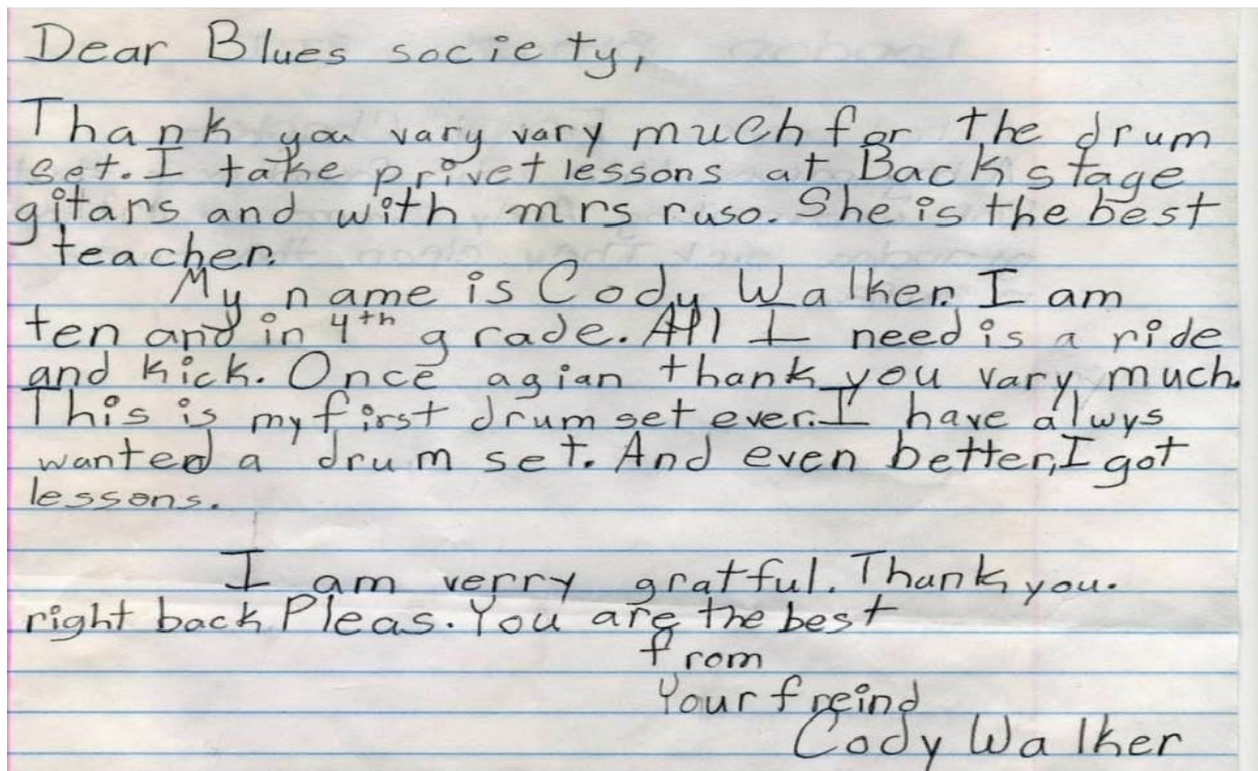 Dear Blues society,
Thank you vary vary much for the drum
set. I take privet lessons at Back stage
gitars and with mrs ruso. She is the best
teacher.
My name is Cody Walker. I am
ten and in 4th grade. All I need is a ride
and kick. Once agian thank you vary much.
This is my first drum set ever. I have alwys
wanted a drum set. And even better, I got
lessons.
I am verry gratful. Thank you.
right back Pleas. You are the best
from
Your freind
Cody Walker